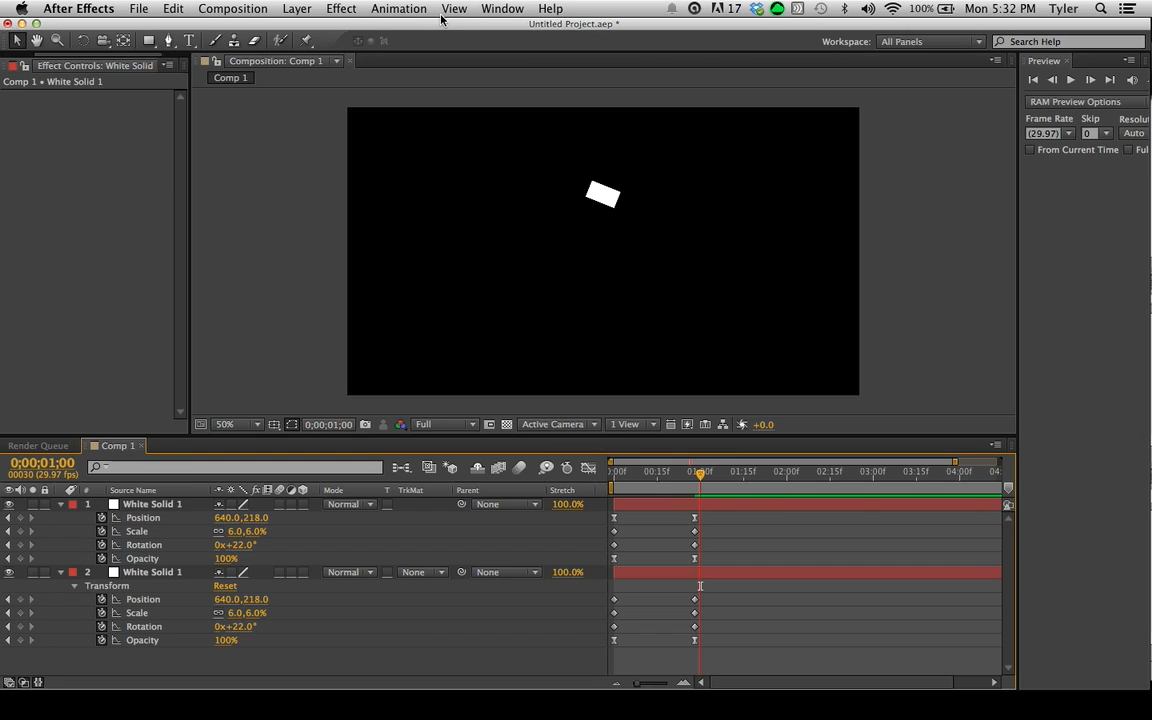 After Effects File Edit Composition Layer Effect Animation View Window Help 17 100% Mon 5:32 PM Tyler
Untitled Project.aep *
Workspace: All Panels Search Help
Effect Controls: White Solid Composition: Comp 1 Preview
Comp 1 • White Solid 1 Comp 1
RAM Preview Options
Frame Rate Skip Resolu
(29.97) 0 Auto
From Current Time Ful
50% 0;00;01;00 Full Active Camera 1 View +0.0
Render Queue Comp 1
0;00;01;00
00030 (29.97 fps)
:00f 00:15f 01:00f 01:15f 02:00f 02:15f 03:00f 03:15f 04:00f 04:
# Source Name Mode T TrkMat Parent Stretch
1 White Solid 1 Normal None 100.0%
Position 640.0,218.0
Scale 6.0,6.0%
Rotation 0x+22.0°
Opacity 100%
2 White Solid 1 Normal None None 100.0%
Transform Reset
Position 640.0,218.0
Scale 6.0,6.0%
Rotation 0x+22.0°
Opacity 100%